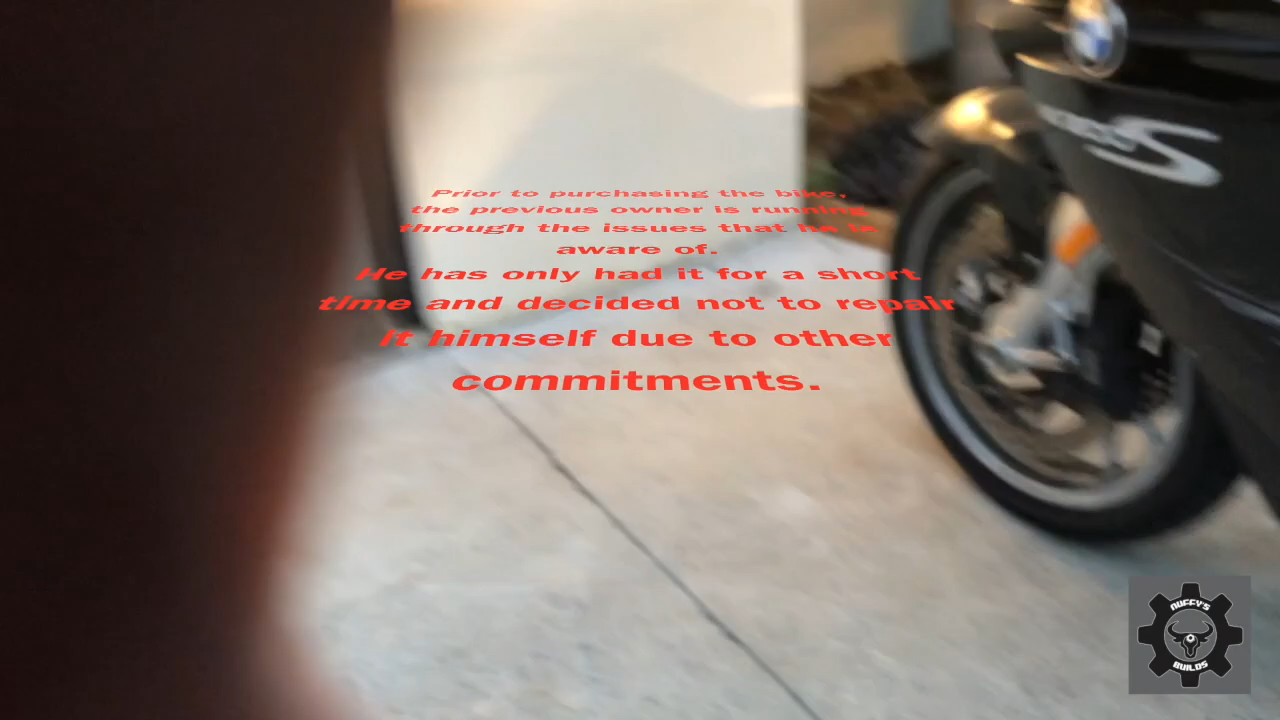 Prior to purchasing the bike,
the previous owner is running
through the issues that he is
aware of.
He has only had it for a short
time and decided not to repair
it himself due to other
commitments.
S
NUFFY'S
BUILDS